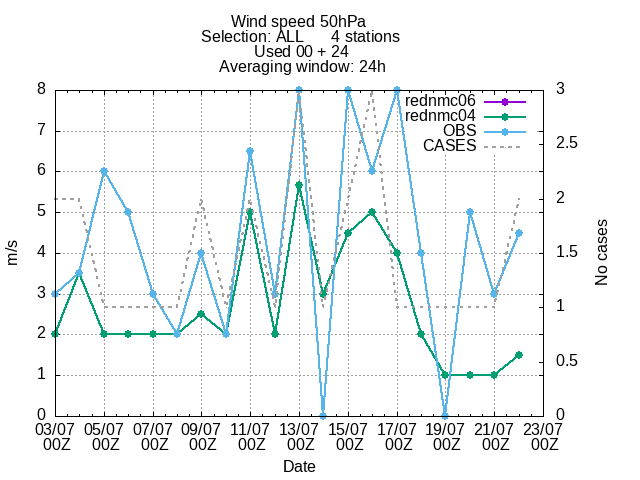 Wind speed 50hPa
Selection: ALL 4 stations
Used 00 + 24
Averaging window: 24h
rednmc06
rednmc04
OBS
CASES
8
7
6
5
4
3
2
1
0
m/s
3
2.5
2
1.5
1
0.5
0
No cases
03/07 05/07 07/07 09/07 11/07 13/07 15/07 17/07 19/07 21/07 23/07
00Z 00Z 00Z 00Z 00Z 00Z 00Z 00Z 00Z 00Z 00Z
Date